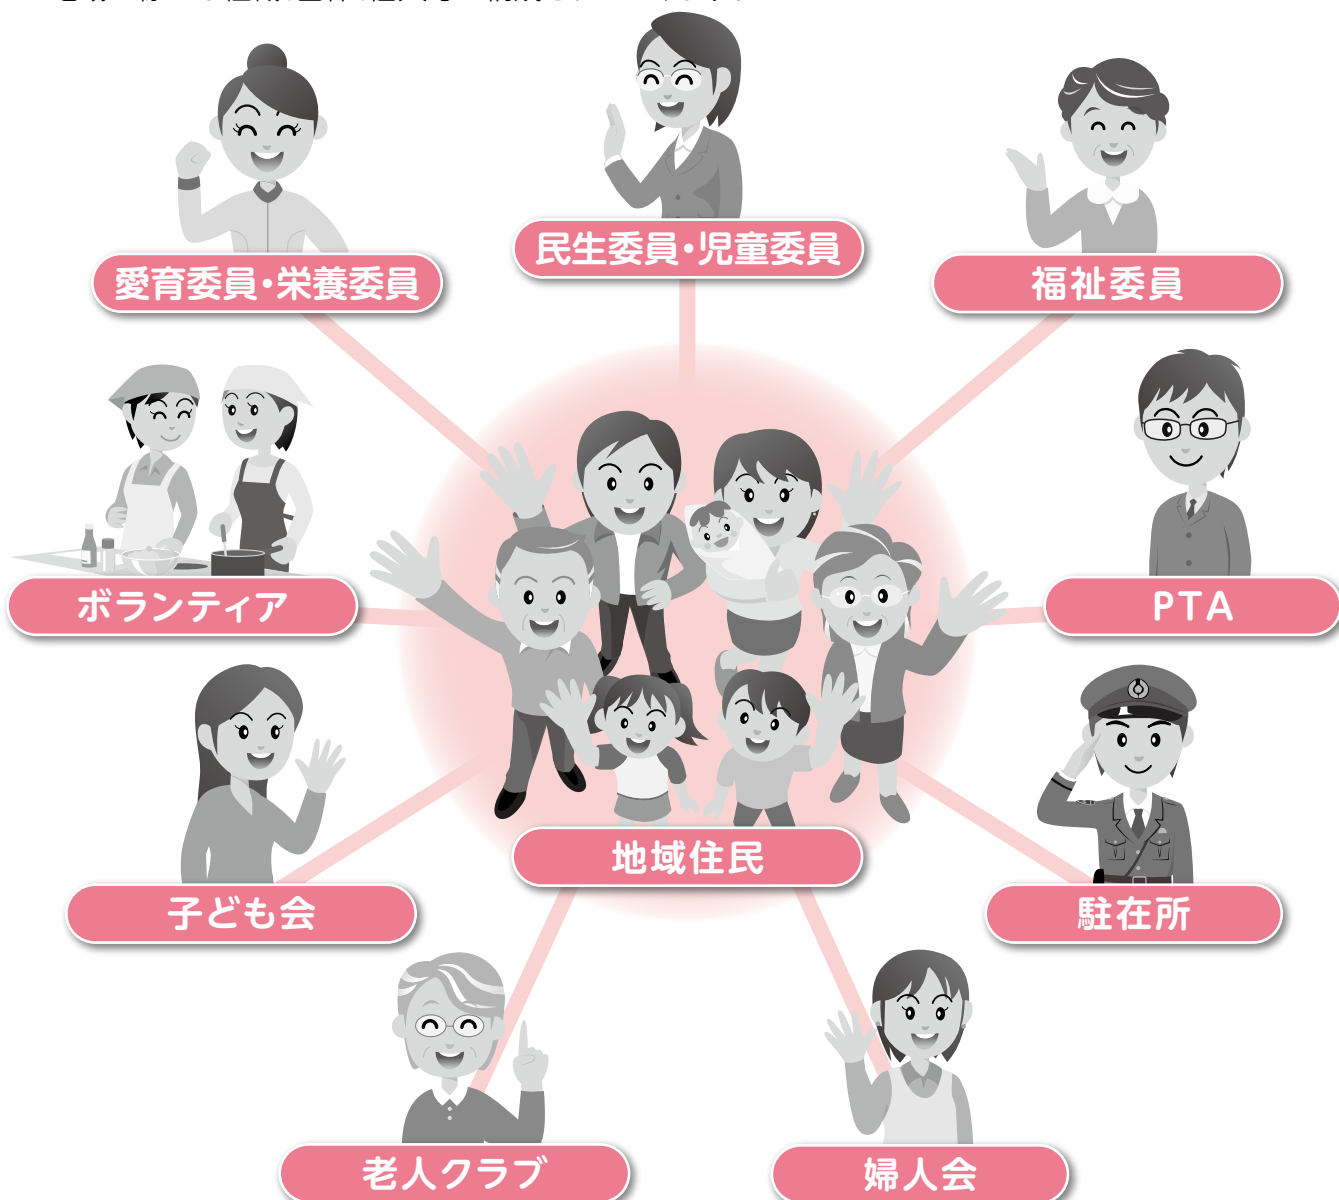 民生委員・児童委員
愛育委員・栄養委員
福祉委員
ボランティア
PTA
地域住民
子ども会
駐在所
老人クラブ
婦人会